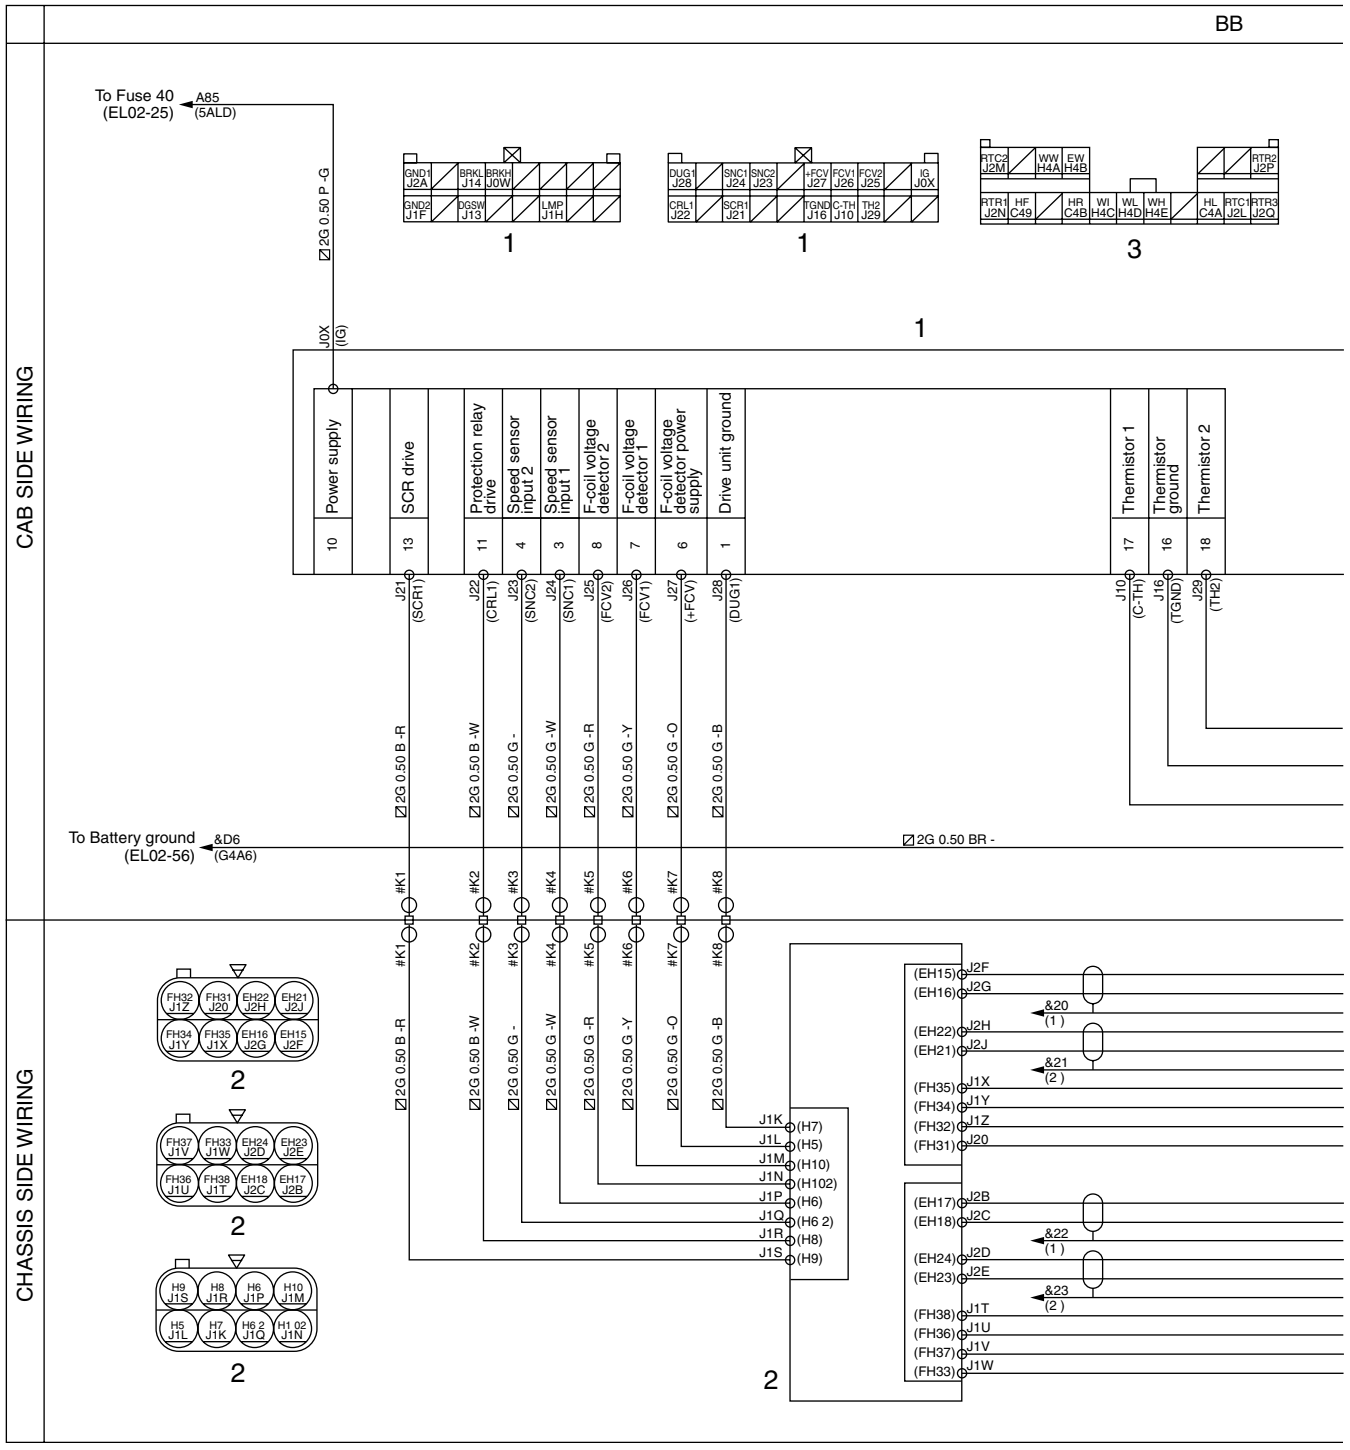 BB
CAB SIDE WIRING
CHASSIS SIDE WIRING
To Fuse 40
(EL02-25)
A85
(5ALD)
2G 0.50 P -G
J0X
(IG)
GND1 BRKL BRKH
J2A J14 J0W
GND2 DGSW LMP
J1F J13 J1H
1
DUG1 SNC1 SNC2 +FCV FCV1 FCV2 IG
J28 J24 J23 J27 J26 J25 J0X
CRL1 SCR1 TGND C-TH TH2
J22 J21 J16 J10 J29
1
RTC2 WW EW RTR2
J2M H4A H4B J2P
RTR1 HF HR WI WL WH HL RTC1 RTR3
J2N C49 C4B H4C H4D H4E C4A J2L J2Q
3
1
Power supply
10
SCR drive
13
Protection relay
drive
11
Speed sensor
input 2
4
Speed sensor
input 1
3
F-coil voltage
detector 2
8
F-coil voltage
detector 1
7
F-coil voltage
detector power
supply
6
Drive unit ground
1
Thermistor 1
17
Thermistor
ground
16
Thermistor 2
18
J21
(SCR1)
J22
(CRL1)
J23
(SNC2)
J24
(SNC1)
J25
(FCV2)
J26
(FCV1)
J27
(+FCV)
J28
(DUG1)
J10
(C-TH)
J16
(TGND)
J29
(TH2)
2G 0.50 B -R
2G 0.50 B -W
2G 0.50 G -
2G 0.50 G -W
2G 0.50 G -R
2G 0.50 G -Y
2G 0.50 G -O
2G 0.50 G -B
To Battery ground
(EL02-56)
&D6
(G4A6)
2G 0.50 BR -
#K1 #K2 #K3 #K4 #K5 #K6 #K7 #K8
#K1 #K2 #K3 #K4 #K5 #K6 #K7 #K8
2G 0.50 B -R
2G 0.50 B -W
2G 0.50 G -
2G 0.50 G -W
2G 0.50 G -R
2G 0.50 G -Y
2G 0.50 G -O
2G 0.50 G -B
FH32 FH31 EH22 EH21
J1Z J20 J2H J2J
FH34 FH35 EH16 EH15
J1Y J1X J2G J2F
2
FH37 FH33 EH24 EH23
J1V J1W J2D J2E
FH36 FH38 EH18 EH17
J1U J1T J2C J2B
2
H9 H8 H6 H10
J1S J1R J1P J1M
H5 H7 H6 2 H1 02
J1L J1K J1Q J1N
2
J1K (H7)
J1L (H5)
J1M (H10)
J1N (H102)
J1P (H6)
J1Q (H6 2)
J1R (H8)
J1S (H9)
2
(EH15) J2F
(EH16) J2G
&20
(1 )
(EH22) J2H
(EH21) J2J
&21
(2 )
(FH35) J1X
(FH34) J1Y
(FH32) J1Z
(FH31) J20
(EH17) J2B
(EH18) J2C
&22
(1 )
(EH24) J2D
(EH23) J2E
&23
(2 )
(FH38) J1T
(FH36) J1U
(FH37) J1V
(FH33) J1W